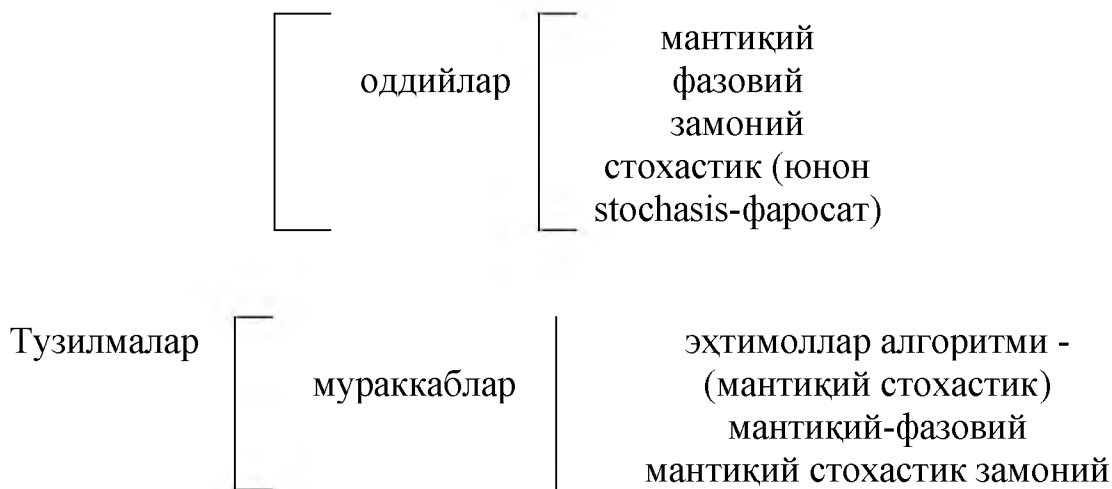 оддийлар
мантиқий
фазовий
замоний
стохастик (юнон
stochasis-фаросат)
Тузилмалар
мураккаблар
эҳтимоллар алгоритми -
(мантиқий стохастик)
мантиқий-фазовий
мантиқий стохастик замоний